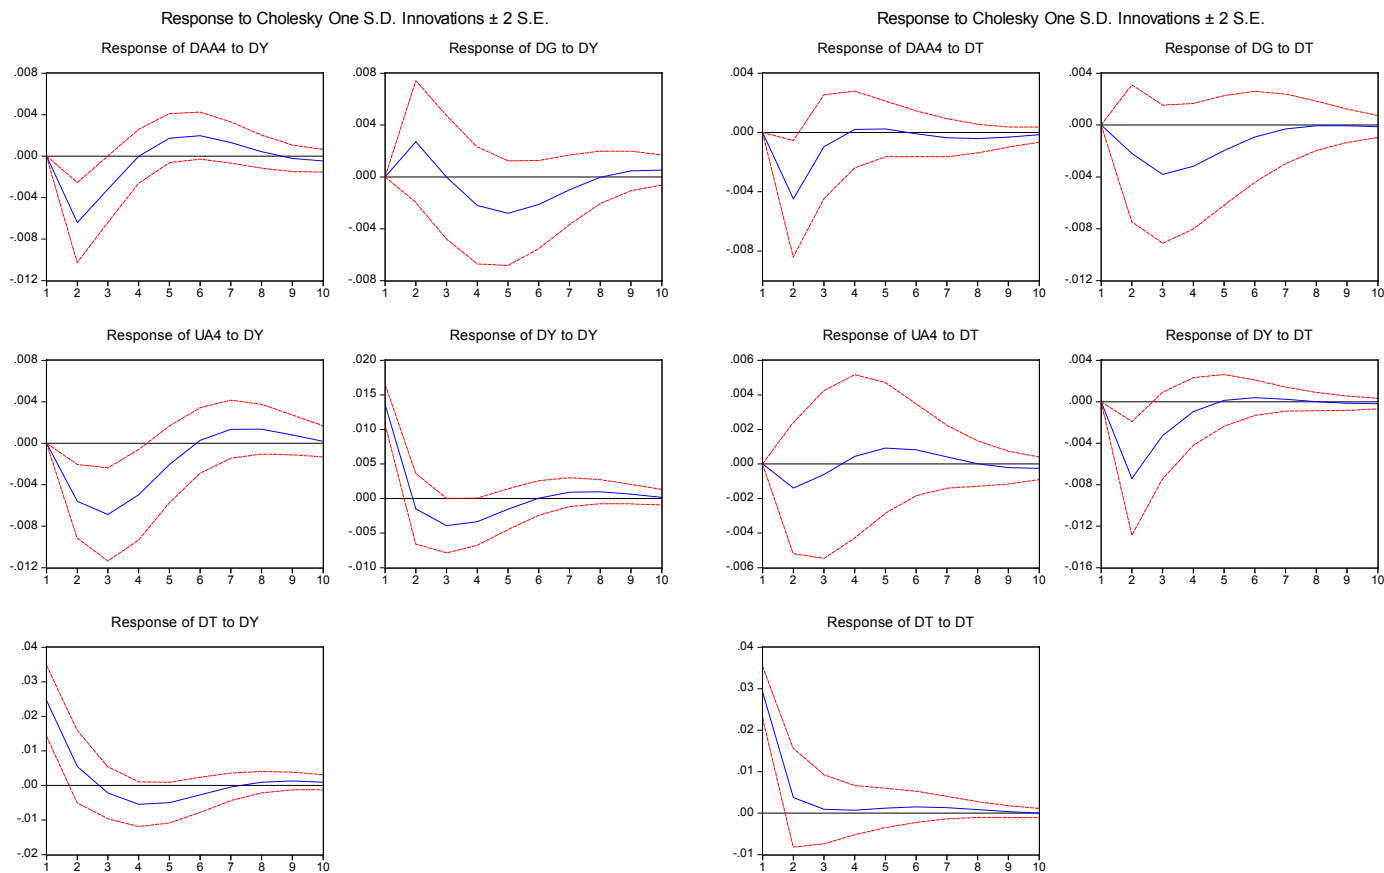 Response to Cholesky One S.D. Innovations ± 2 S.E.
Response of DAA4 to DY
.008
.004
.000
-.004
-.008
-.012
1 2 3 4 5 6 7 8 9 10
Response of DG to DY
.008
.004
.000
-.004
-.008
1 2 3 4 5 6 7 8 9 10
Response of UA4 to DY
.008
.004
.000
-.004
-.008
-.012
1 2 3 4 5 6 7 8 9 10
Response of DY to DY
.020
.015
.010
.005
.000
-.005
-.010
1 2 3 4 5 6 7 8 9 10
Response of DT to DY
.04
.03
.02
.01
.00
-.01
-.02
1 2 3 4 5 6 7 8 9 10
Response to Cholesky One S.D. Innovations ± 2 S.E.
Response of DAA4 to DT
.004
.000
-.004
-.008
1 2 3 4 5 6 7 8 9 10
Response of DG to DT
.004
.000
-.004
-.008
-.012
1 2 3 4 5 6 7 8 9 10
Response of UA4 to DT
.006
.004
.002
.000
-.002
-.004
-.006
1 2 3 4 5 6 7 8 9 10
Response of DY to DT
.004
.000
-.004
-.008
-.012
-.016
1 2 3 4 5 6 7 8 9 10
Response of DT to DT
.04
.03
.02
.01
.00
-.01
1 2 3 4 5 6 7 8 9 10